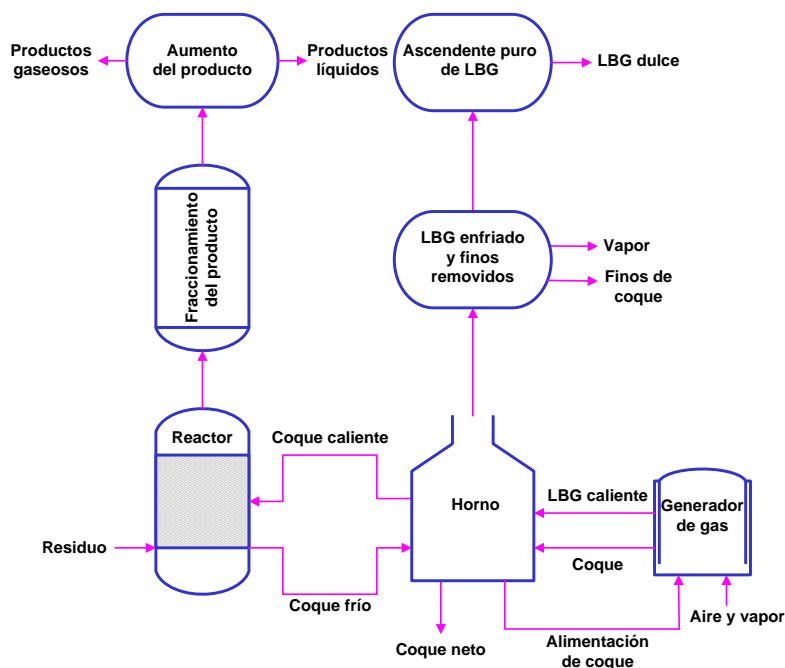 Productos
gaseosos
Aumento
del producto
Productos
líquidos
Ascendente puro
de LBG
LBG dulce
Fraccionamiento
del producto
LBG enfriado
y finos
removidos
Vapor
Finos de
coque
Reactor
Coque caliente
Horno
LBG caliente
Generador
de gas
Residuo
Coque
Coque frío
Coque neto
Alimentación
de coque
Aire y vapor